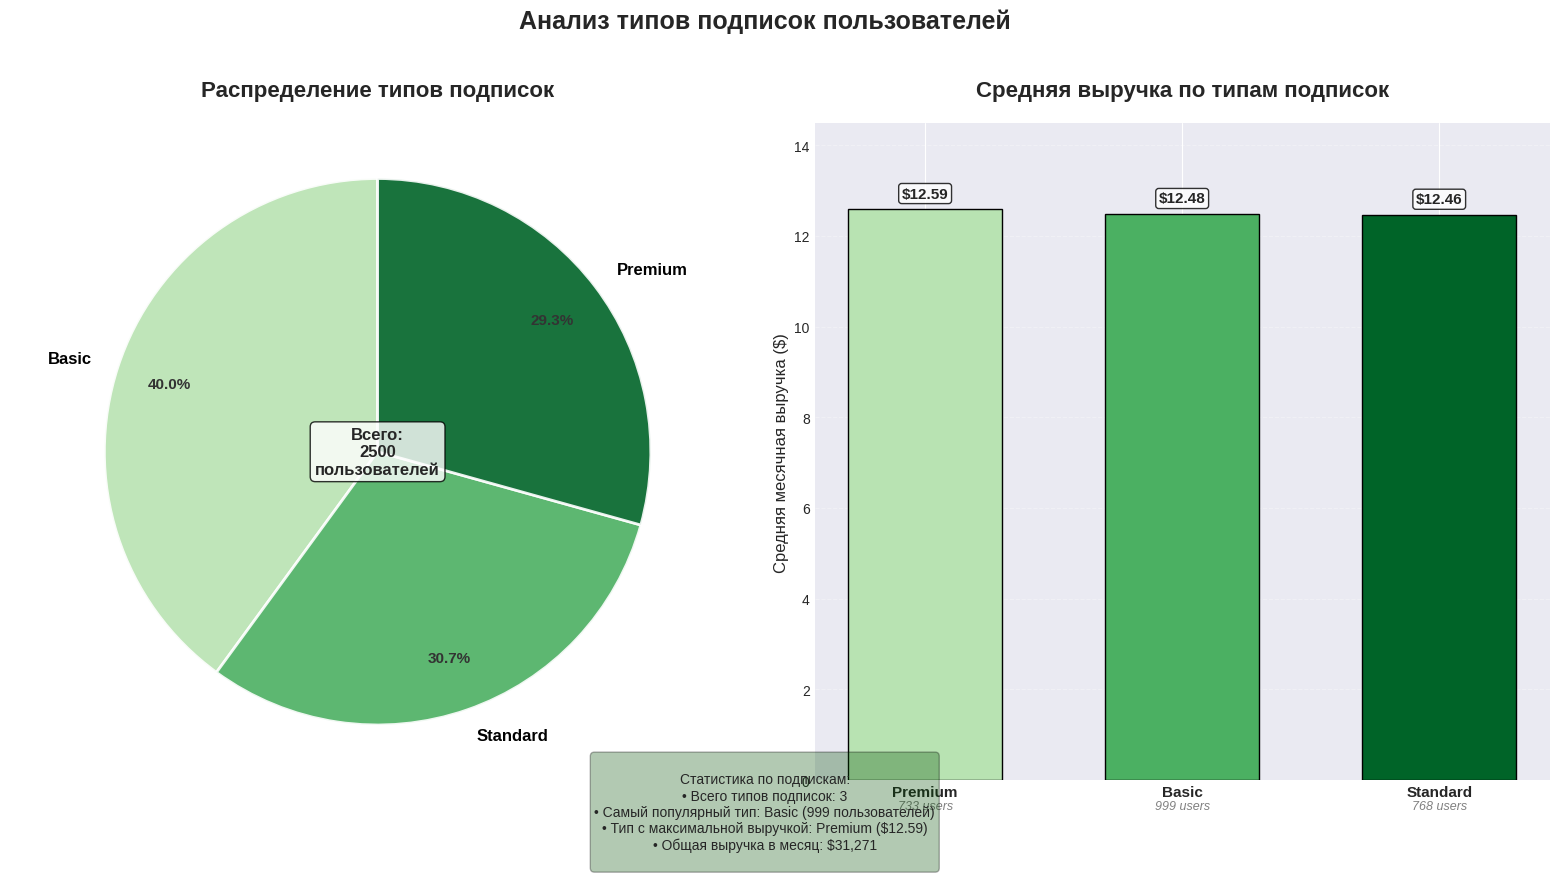 Анализ типов подписок пользователей
Распределение типов подписок
Premium
29.3%
Basic
40.0%
Всего:
2500
пользователей
30.7%
Standard
Средняя выручка по типам подписок
Средняя месячная выручка ($)
14
12
10
8
6
4
2
0
$12.59
$12.48
$12.46
Premium
733 users
Basic
999 users
Standard
768 users
Статистика по подпискам:
• Всего типов подписок: 3
• Самый популярный тип: Basic (999 пользователей)
• Тип с максимальной выручкой: Premium ($12.59)
• Общая выручка в месяц: $31,271